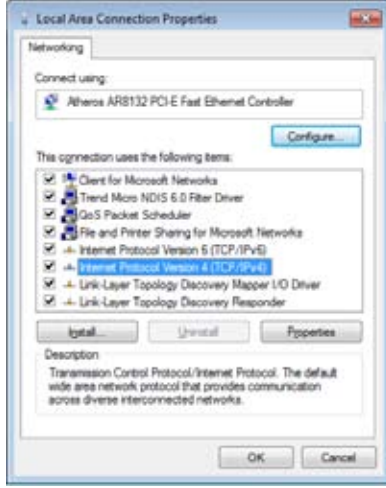 Local Area Connection Properties
Networking
Connect using:
Atheros AR8132 PCI-E Fast Ethernet Controller
Configure...
This connection uses the following items:
Client for Microsoft Networks
Trend Micro NDIS 6.0 Filter Driver
QoS Packet Scheduler
File and Printer Sharing for Microsoft Networks
Internet Protocol Version 6 (TCP/IPv6)
Internet Protocol Version 4 (TCP/IPv4)
Link-Layer Topology Discovery Mapper I/O Driver
Link-Layer Topology Discovery Responder
Install... Uninstall Properties
Description
Transmission Control Protocol/Internet Protocol. The default
wide area network protocol that provides communication
across diverse interconnected networks.
OK Cancel